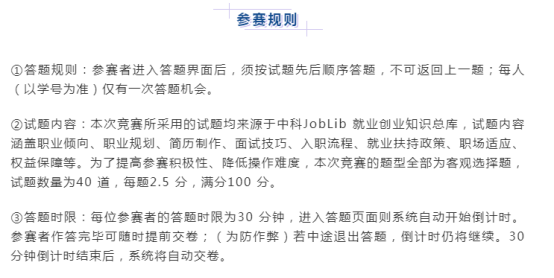 参赛规则
①答题规则：参赛者进入答题界面后，须按试题先后顺序答题，不可返回上一题；每人
（以学号为准）仅有一次答题机会。
②试题内容：本次竞赛所采用的试题均来源于中科JobLib 就业创业知识总库，试题内容
涵盖职业倾向、职业规划、简历制作、面试技巧、入职流程、就业扶持政策、职场适应、
权益保障等。为了提高参赛积极性、降低操作难度，本次竞赛的题型全部为客观选择题，
试题数量为40 道，每题2.5 分，满分100 分。
③答题时限：每位参赛者的答题时限为30 分钟，进入答题页面则系统自动开始倒计时。
参赛者作答完毕可随时提前交卷；（为防作弊）若中途退出答题，倒计时仍将继续。30
分钟倒计时结束后，系统将自动交卷。